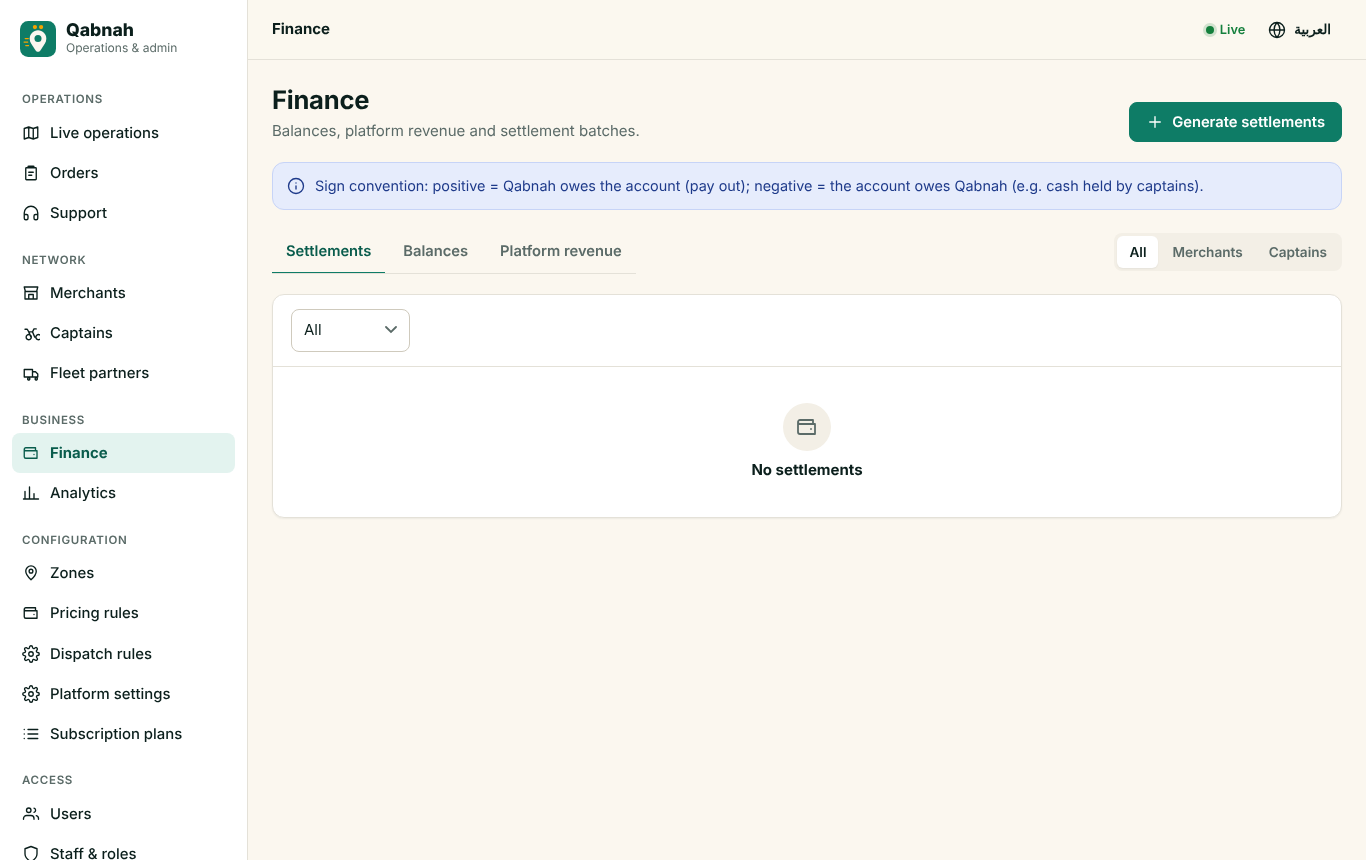 Qabnah
Operations & admin
OPERATIONS
Live operations
Orders
Support
NETWORK
Merchants
Captains
Fleet partners
BUSINESS
Finance
Analytics
CONFIGURATION
Zones
Pricing rules
Dispatch rules
Platform settings
Subscription plans
ACCESS
Users
Staff & roles
Finance
Live
العربية
Finance
Balances, platform revenue and settlement batches.
Generate settlements
Sign convention: positive = Qabnah owes the account (pay out); negative = the account owes Qabnah (e.g. cash held by captains).
Settlements Balances Platform revenue
All Merchants Captains
All
No settlements